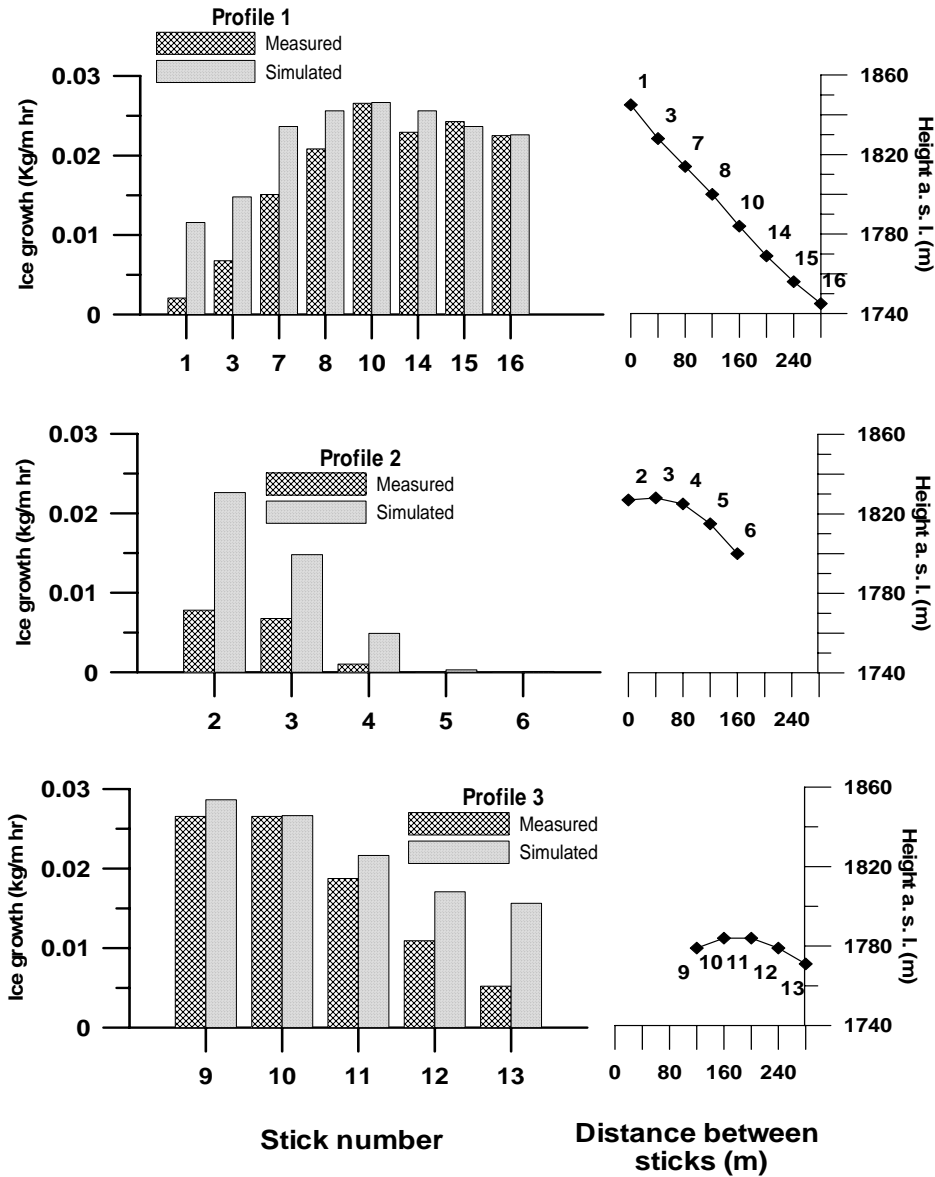 Profile 1
Measured
Simulated
Ice growth (Kg/m hr)
0.03
0.02
0.01
0
1 3 7 8 10 14 15 16
1
3
7
8
10
14
15
16
1860
1820
1780
1740
Height a. s. l. (m)
0 80 160 240
Profile 2
Measured
Simulated
Ice growth (kg/m hr)
0.03
0.02
0.01
0
2 3 4 5 6
2 3 4
5
6
1860
1820
1780
1740
Height a. s. l. (m)
0 80 160 240
Profile 3
Measured
Simulated
Ice growth (kg/m hr)
0.03
0.02
0.01
0
9 10 11 12 13
9 10 11 12 13
1860
1820
1780
1740
Height a. s. l. (m)
0 80 160 240
Stick number
Distance between
sticks (m)